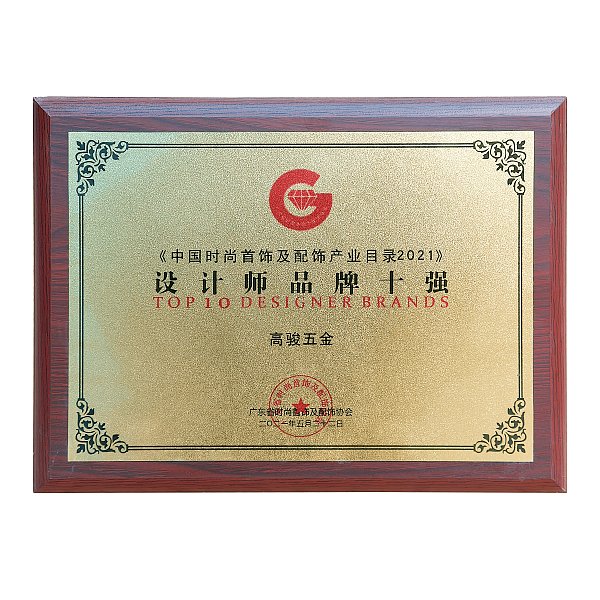 《中国时尚首饰及配饰产业目录2021》
设计师品牌十强
TOP 10 DESIGNER BRANDS
高骏五金
广东省时尚首饰及配饰协会
二〇二一年五月二十二日